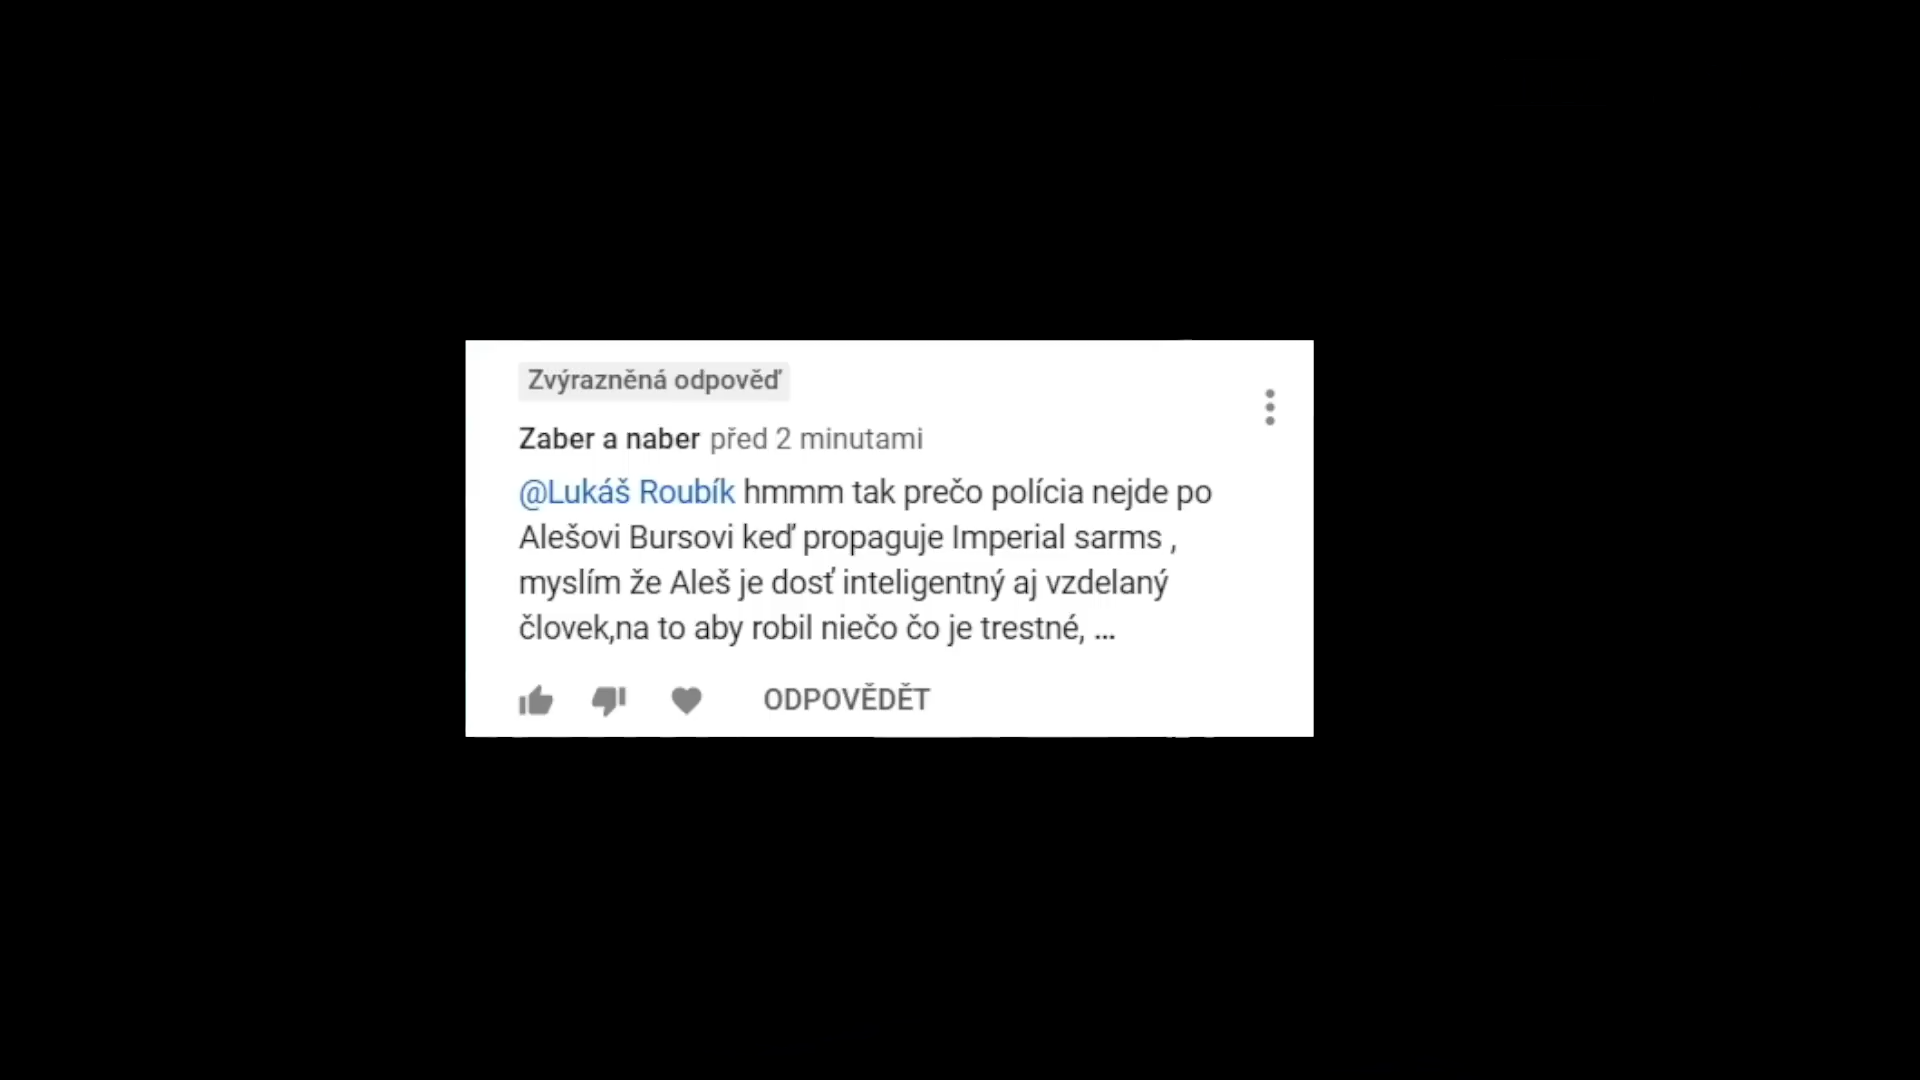 Zvýrazněná odpověď
Zaber a naber před 2 minutami
@Lukáš Roubík hmmm tak prečo polícia nejde po
Alešovi Bursovi keď propaguje Imperial sarms ,
myslím že Aleš je dosť inteligentný aj vzdelaný
človek,na to aby robil niečo čo je trestné, ...
ODPOVĚDĚT